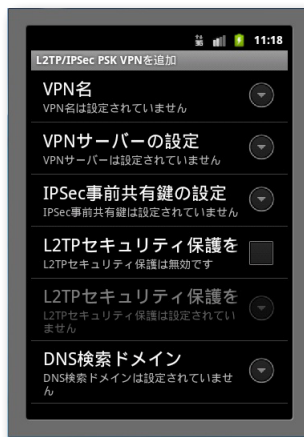 3G 11:18
L2TP/IPSec PSK VPNを追加
VPN名
VPN名は設定されていません
VPNサーバーの設定
VPNサーバーは設定されていません
IPSec事前共有鍵の設定
IPSec事前共有鍵は設定されていません
L2TPセキュリティ保護を
L2TPセキュリティ保護は無効です
L2TPセキュリティ保護を
L2TPセキュリティ保護は設定されてい
ません
DNS検索ドメイン
DNS検索ドメインは設定されていませ
ん